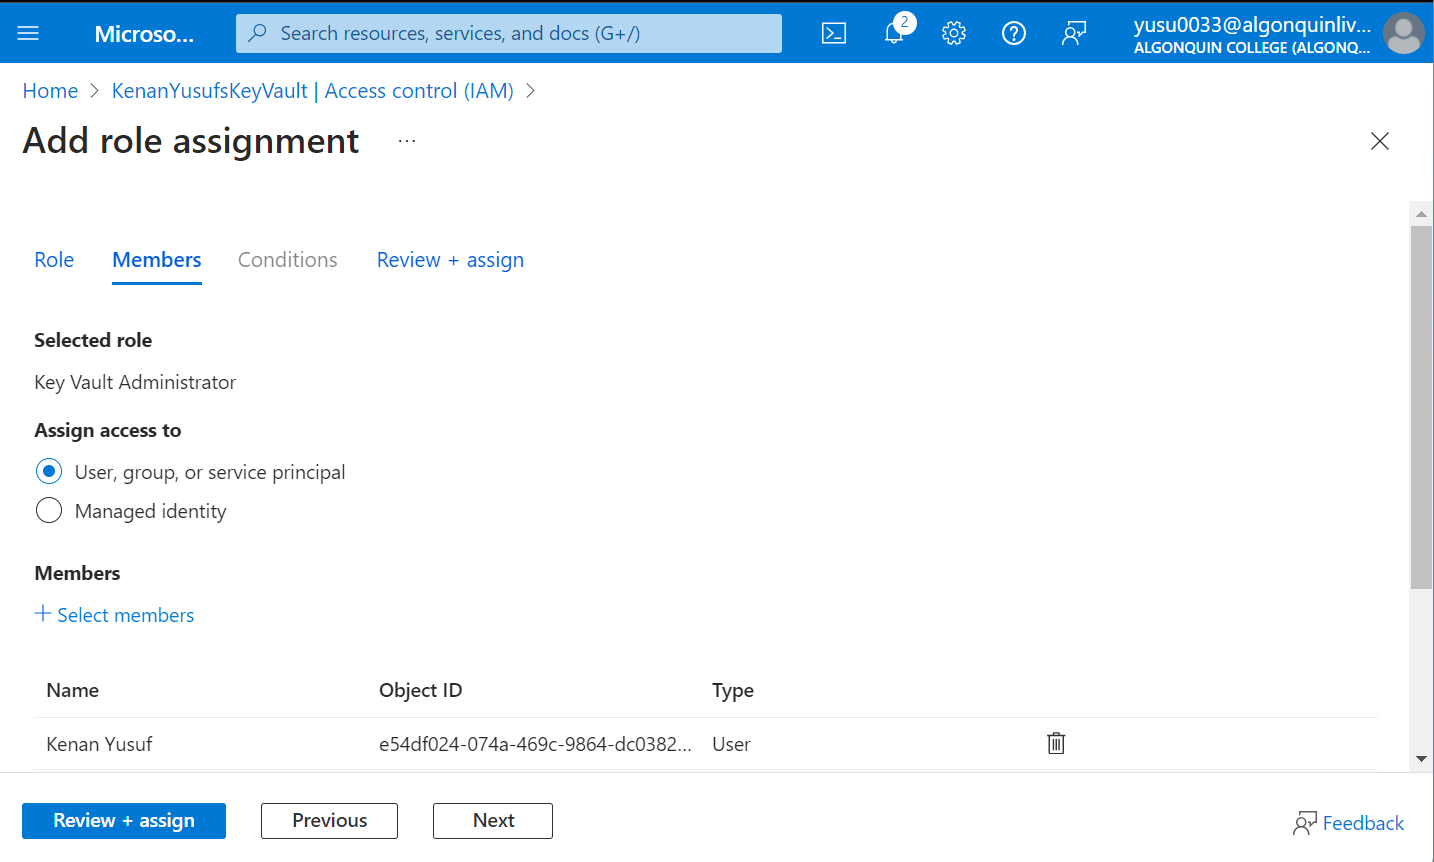 Microso...
Search resources, services, and docs (G+/)
2
yusu0033@algonquinliv...
ALGONQUIN COLLEGE (ALGONQ...
Home > KenanYusufsKeyVault | Access control (IAM) >
Add role assignment ...
Role Members Conditions Review + assign
Selected role
Key Vault Administrator
Assign access to
User, group, or service principal
Managed identity
Members
+ Select members
Name Object ID Type
Kenan Yusuf e54df024-074a-469c-9864-dc0382... User
Review + assign Previous Next Feedback